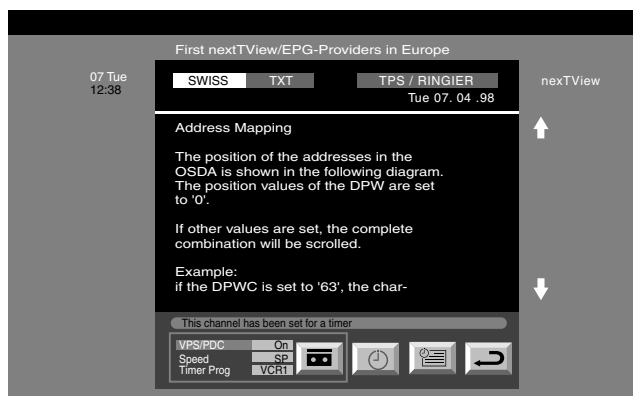 First nextTView/EPG-Providers in Europe
07 Tue
12:38
SWISS TXT TPS / RINGIER nexTView
Tue 07. 04 .98
Address Mapping
The position of the addresses in the
OSDA is shown in the following diagram.
The position values of the DPW are set
to '0'.
If other values are set, the complete
combination will be scrolled.
Example:
if the DPWC is set to '63', the char-
This channel has been set for a timer
VPS/PDC On
Speed SP
Timer Prog VCR1